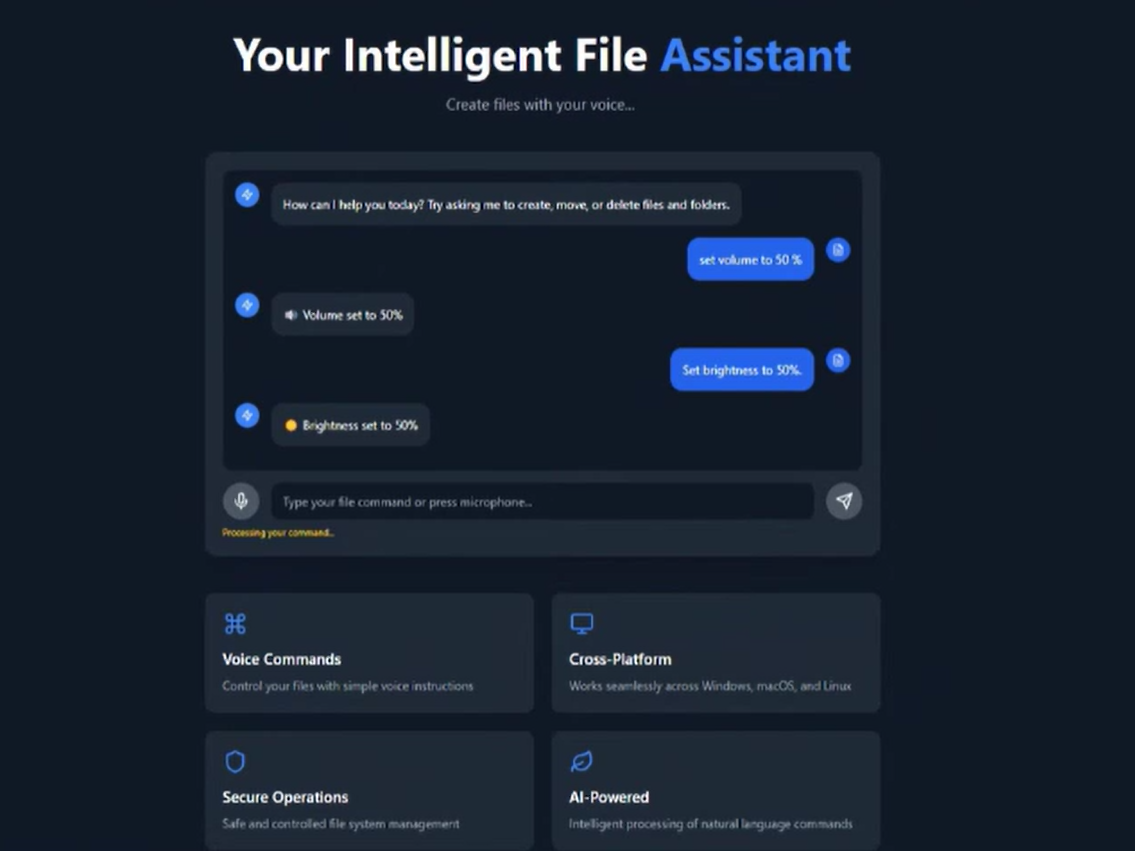 Your Intelligent File Assistant
Create files with your voice...
How can I help you today? Try asking me to create, move, or delete files and folders.
set volume to 50 %
Volume set to 50%
Set brightness to 50%.
Brightness set to 50%
Type your file command or press microphone...
Processing your command...
Voice Commands
Control your files with simple voice instructions
Cross-Platform
Works seamlessly across Windows, macOS, and Linux
Secure Operations
Safe and controlled file system management
AI-Powered
Intelligent processing of natural language commands